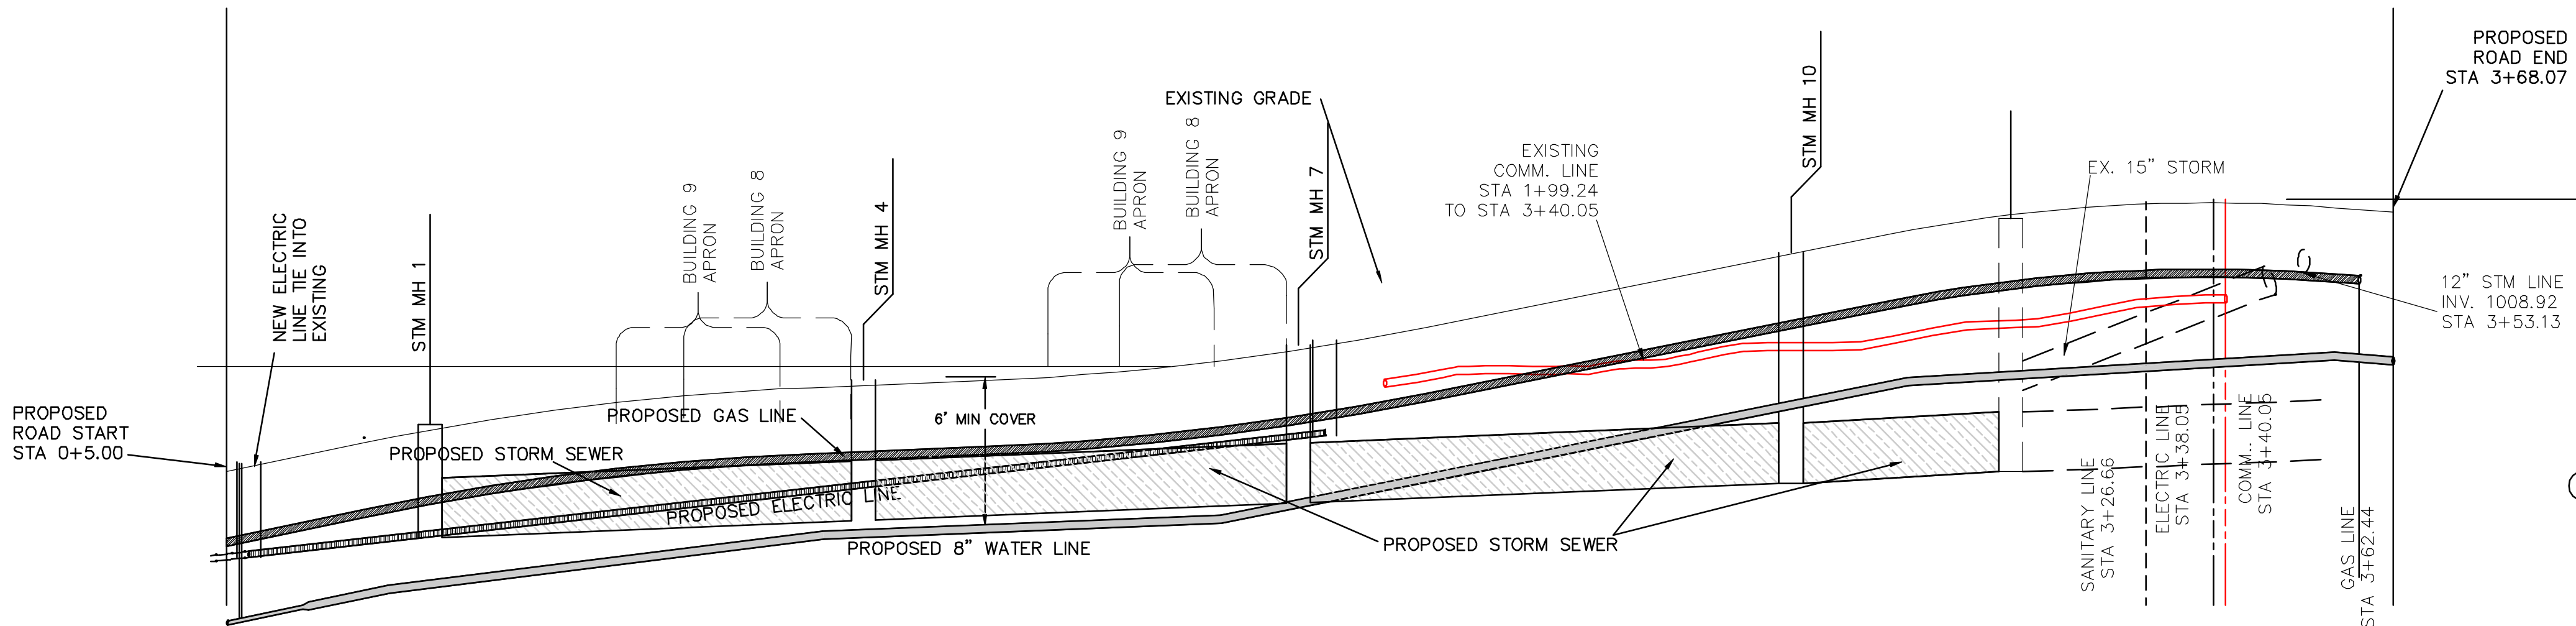 PROPOSED
ROAD START
STA 0+5.00
NEW ELECTRIC
LINE TIE INTO
EXISTING
STM MH 1
PROPOSED STORM SEWER
PROPOSED GAS LINE
PROPOSED ELECTRIC LINE
BUILDING 9
APRON
BUILDING 8
APRON
STM MH 4
6' MIN COVER
PROPOSED 8" WATER LINE
BUILDING 9
APRON
BUILDING 8
APRON
EXISTING GRADE
STM MH 7
PROPOSED STORM SEWER
EXISTING
COMM. LINE
STA 1+99.24
TO STA 3+40.05
STM MH 10
EX. 15" STORM
SANITARY LINE
STA 3+26.66
ELECTRIC LINE
STA 3+38.05
COMM. LINE
STA 3+40.05
GAS LINE
STA 3+62.44
PROPOSED
ROAD END
STA 3+68.07
12" STM LINE
INV. 1008.92
STA 3+53.13